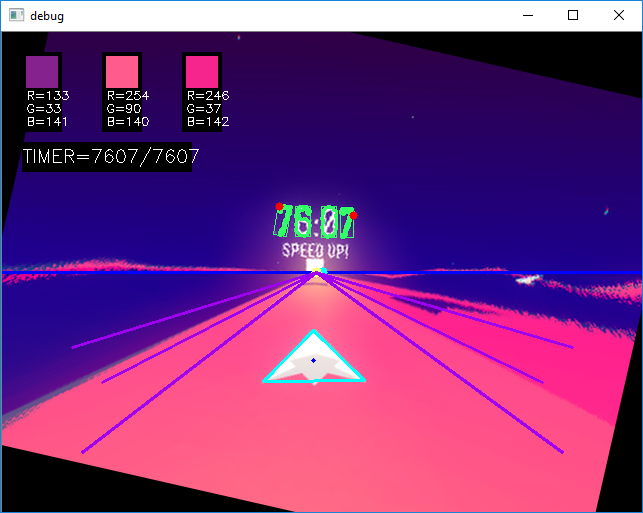 debug
R=133 R=254 R=246
G=33 G=90 G=37
B=141 B=140 B=142
TIMER=7607/7607
76:07
SPEED UP!